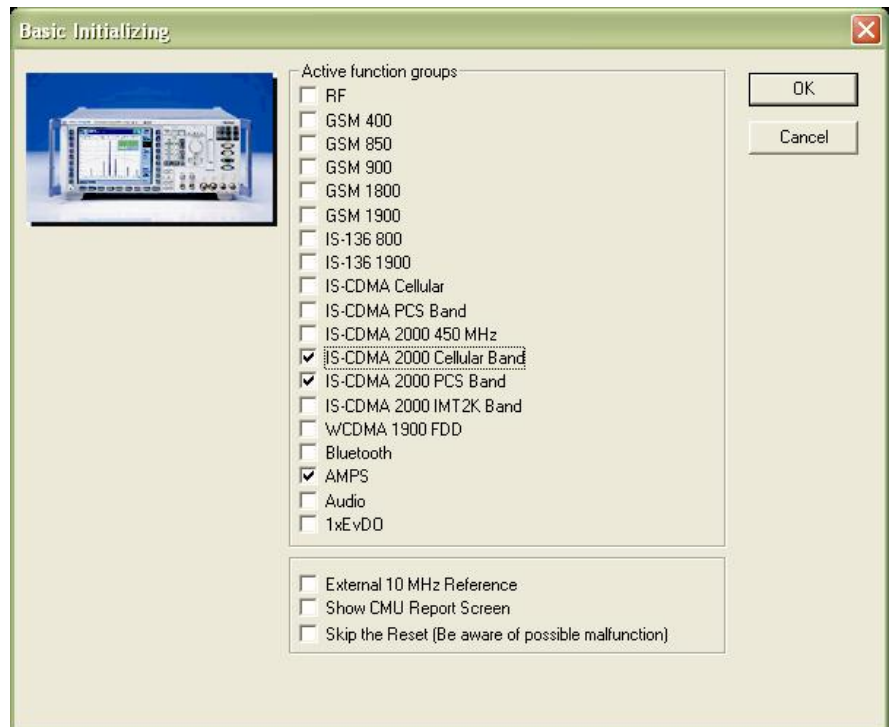 Basic Initializing
Active function groups
RF
GSM 400
GSM 850
GSM 900
GSM 1800
GSM 1900
IS-136 800
IS-136 1900
IS-CDMA Cellular
IS-CDMA PCS Band
IS-CDMA 2000 450 MHz
IS-CDMA 2000 Cellular Band
IS-CDMA 2000 PCS Band
IS-CDMA 2000 IMT2K Band
WCDMA 1900 FDD
Bluetooth
AMPS
Audio
1xEvDO
OK
Cancel
External 10 MHz Reference
Show CMU Report Screen
Skip the Reset (Be aware of possible malfunction)